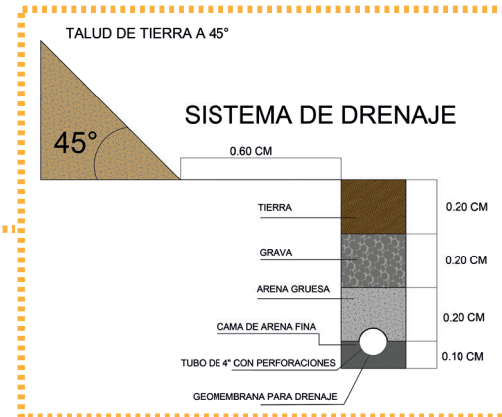 TALUD DE TIERRA A 45°
45°
SISTEMA DE DRENAJE
0.60 CM
TIERRA
0.20 CM
GRAVA
0.20 CM
ARENA GRUESA
0.20 CM
CAMA DE ARENA FINA
0.10 CM
TUBO DE 4" CON PERFORACIONES
GEOMEMBRANA PARA DRENAJE